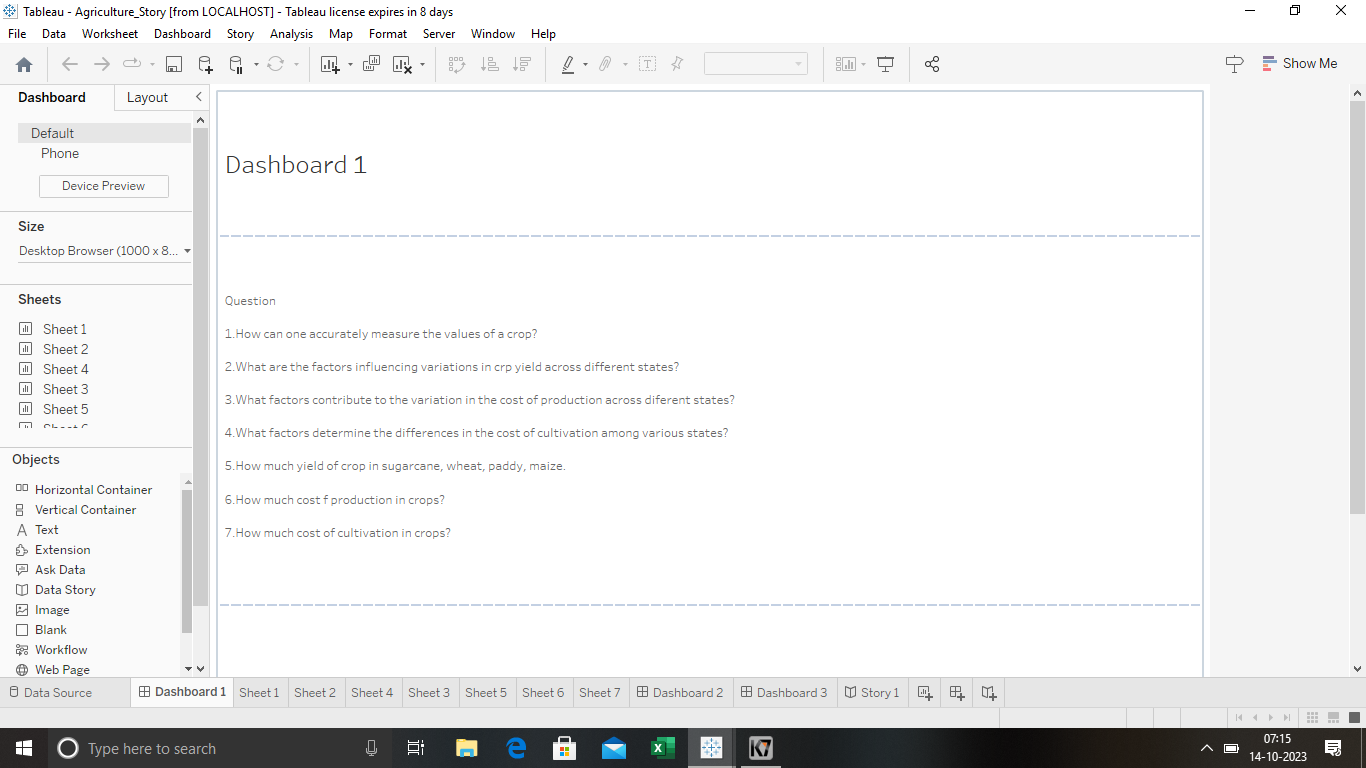 Tableau - Agriculture_Story [from LOCALHOST] - Tableau license expires in 8 days
File Data Worksheet Dashboard Story Analysis Map Format Server Window Help
Show Me
Dashboard Layout
Default
Phone
Device Preview
Size
Desktop Browser (1000 x 8...
Sheets
Sheet 1
Sheet 2
Sheet 4
Sheet 3
Sheet 5
Objects
Horizontal Container
Vertical Container
Text
Extension
Ask Data
Data Story
Image
Blank
Workflow
Web Page
Dashboard 1
Question
1.How can one accurately measure the values of a crop?
2.What are the factors influencing variations in crp yield across different states?
3.What factors contribute to the variation in the cost of production across diferent states?
4.What factors determine the differences in the cost of cultivation among various states?
5.How much yield of crop in sugarcane, wheat, paddy, maize.
6.How much cost f production in crops?
7.How much cost of cultivation in crops?
Data Source Dashboard 1 Sheet 1 Sheet 2 Sheet 4 Sheet 3 Sheet 5 Sheet 6 Sheet 7 Dashboard 2 Dashboard 3 Story 1
Type here to search
K7
07:15
14-10-2023